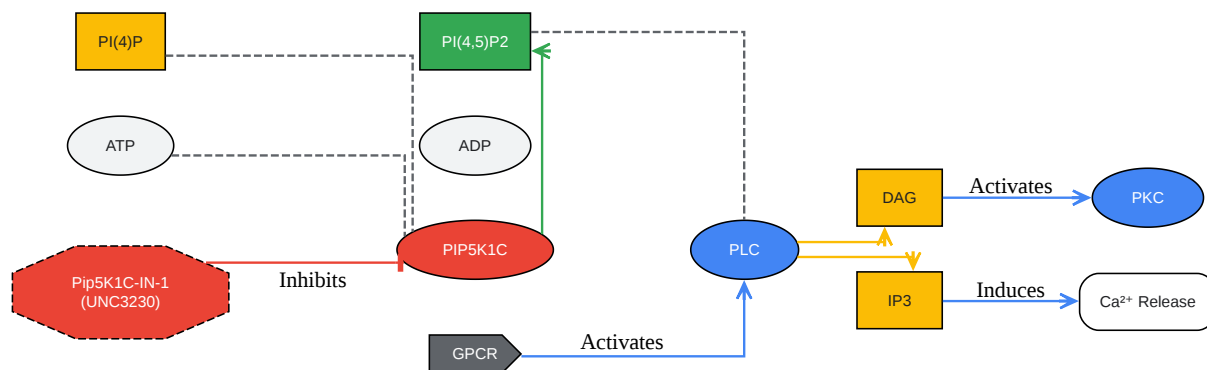 PI(4)P
PI(4,5)P2
ATP
ADP
DAG
Activates
PKC
PIP5K1C
PLC
Pip5K1C-IN-1
(UNC3230)
Inhibits
IP3
Induces
Ca²⁺ Release
GPCR
Activates